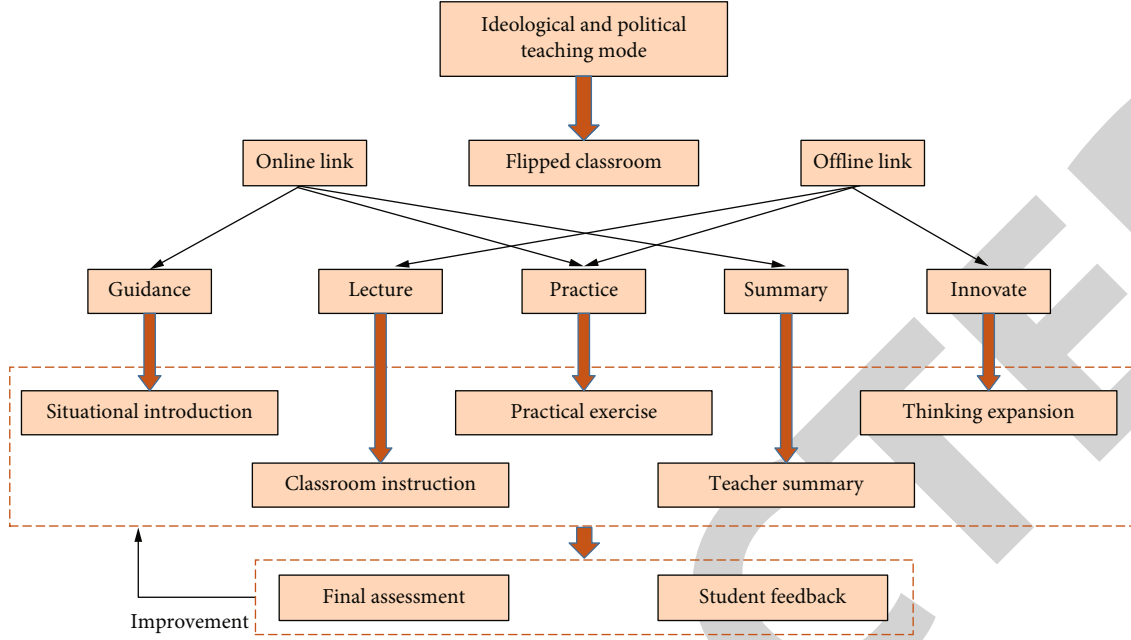 Ideological and political
teaching mode
Online link
Flipped classroom
Offline link
Guidance
Lecture
Practice
Summary
Innovate
Situational introduction
Practical exercise
Thinking expansion
Classroom instruction
Teacher summary
Final assessment
Student feedback
Improvement